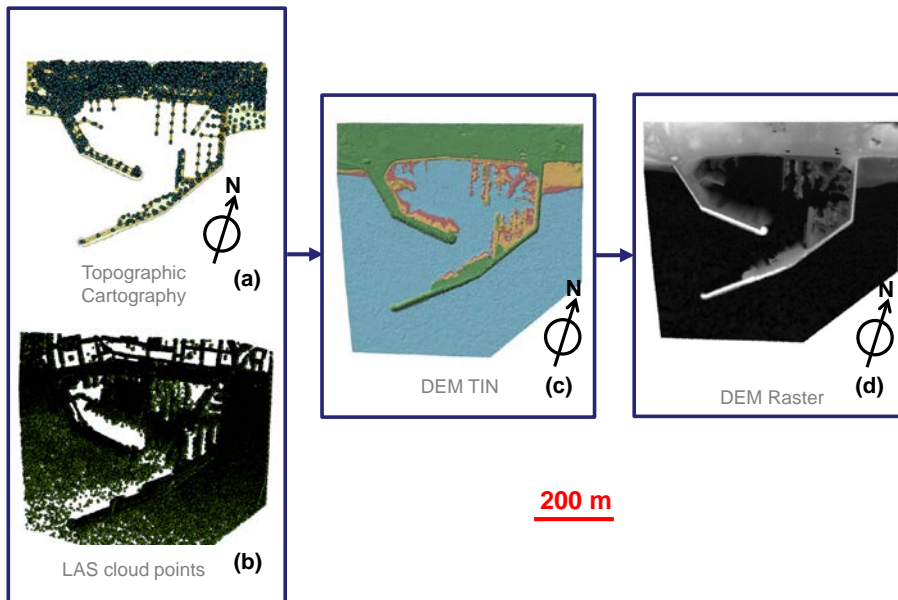 N
Topographic
Cartography
(a)
LAS cloud points
(b)
N
DEM TIN
(c)
N
DEM Raster
(d)
200 m